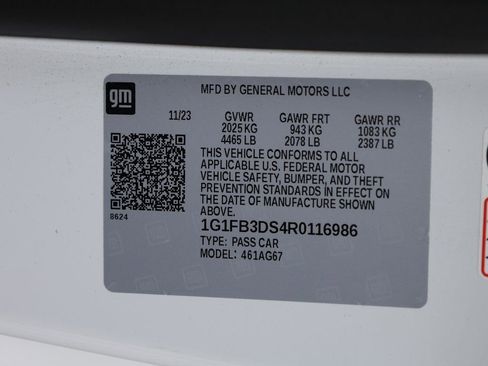 gm
MFD BY GENERAL MOTORS LLC
11/23 GVWR GAWR FRT GAWR RR
2025 KG 943 KG 1083 KG
4465 LB 2078 LB 2387 LB
THIS VEHICLE CONFORMS TO ALL
APPLICABLE U.S. FEDERAL MOTOR
VEHICLE SAFETY, BUMPER, AND THEFT
PREVENTION STANDARDS IN EFFECT ON
THE DATE OF MANUFACTURE SHOWN
ABOVE.
8624
1G1FB3DS4R0116986
TYPE: PASS CAR
MODEL: 461AG67